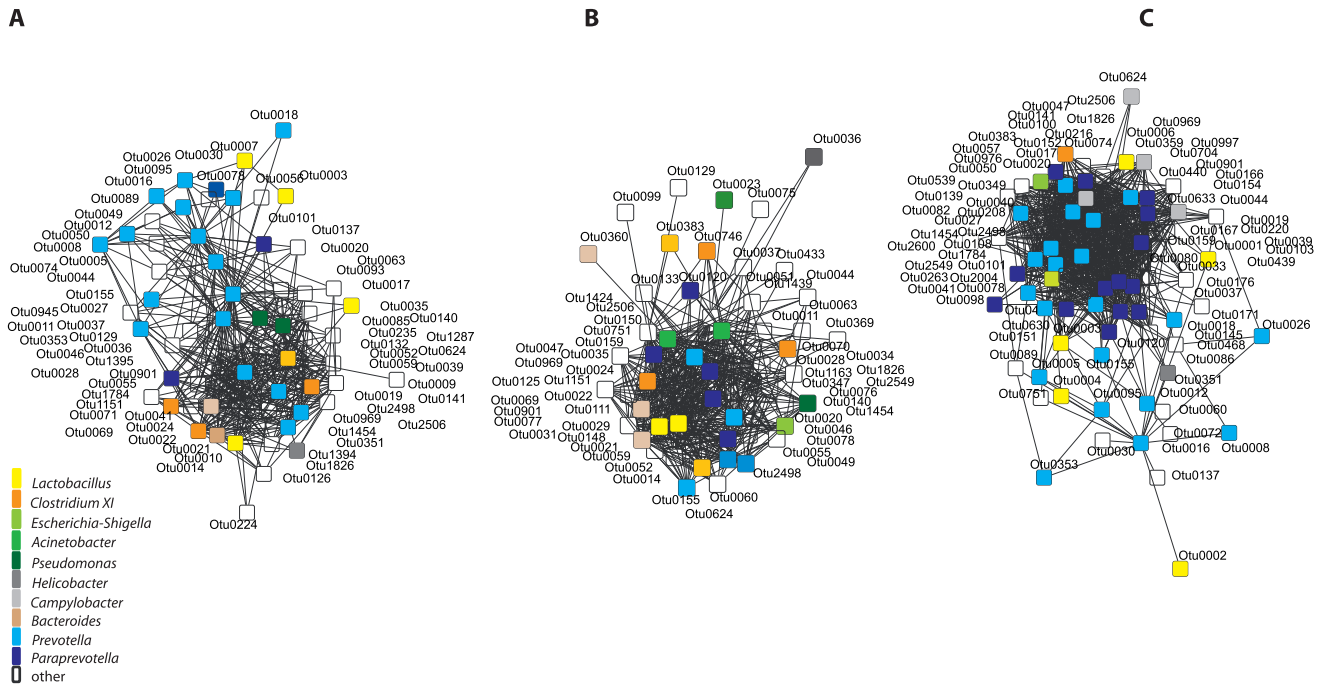 A
B
C
Otu0018
Otu0007
Otu0026
Otu0030
Otu0095
Otu0078
Otu0056
Otu0003
Otu0016
Otu0089
Otu0049
Otu0012
Otu0050
Otu0008
Otu0005
Otu0074
Otu0044
Otu0101
Otu0137
Otu0020
Otu0063
Otu0093
Otu0017
Otu0155
Otu0027
Otu0945
Otu0011
Otu0037
Otu0353
Otu0129
Otu0046
Otu0036
Otu1395
Otu0028
Otu0901
Otu0055
Otu1784
Otu1151
Otu0071
Otu0041
Otu0024
Otu0069
Otu0022
Otu0021
Otu0010
Otu0014
Otu0035
Otu0085
Otu0140
Otu0235
Otu1287
Otu0132
Otu0052
Otu0624
Otu0059
Otu0039
Otu0009
Otu0141
Otu0019
Otu2498
Otu0969
Otu2506
Otu1454
Otu0351
Otu1394
Otu1826
Otu0126
Otu0224
Otu0036
Otu0129
Otu0023
Otu0075
Otu0099
Otu0383
Otu0746
Otu0360
Otu0037
Otu0433
Otu0133
Otu0120
Otu0051
Otu0044
Otu1439
Otu1424
Otu2506
Otu0150
Otu0751
Otu0159
Otu0063
Otu0011
Otu0369
Otu0047
Otu0035
Otu0969
Otu0024
Otu0070
Otu0028
Otu0034
Otu1163
Otu1826
Otu0125
Otu1151
Otu0022
Otu0347
Otu2549
Otu0076
Otu0069
Otu0111
Otu0140
Otu0901
Otu1454
Otu0077
Otu0029
Otu0020
Otu0031
Otu0148
Otu0046
Otu0021
Otu0078
Otu0059
Otu0055
Otu0052
Otu0049
Otu0014
Otu2498
Otu0155
Otu0060
Otu0624
Otu0624
Otu0047
Otu2506
Otu0141
Otu1826
Otu0100
Otu0969
Otu0383
Otu0216
Otu0006
Otu0057
Otu0152
Otu0074
Otu0359
Otu0997
Otu0976
Otu017
Otu0704
Otu0050
Otu0020
Otu0901
Otu0440
Otu0166
Otu0539
Otu0349
Otu0154
Otu0139
Otu0040
Otu0633
Otu0044
Otu0082
Otu0208
Otu0019
Otu0027
Otu0167
Otu0220
Otu1454
Otu2498
Otu0159
Otu0039
Otu2600
Otu0108
Otu0001
Otu0103
Otu1784
Otu0080
Otu0439
Otu2549
Otu0101
Otu0033
Otu0263
Otu2004
Otu0176
Otu0041
Otu0078
Otu0037
Otu0098
Otu04
Otu0171
Otu0630
Otu0003
Otu0018
Otu0026
Otu0151
Otu0120
Otu0145
Otu0468
Otu0089
Otu0005
Otu0155
Otu0086
Otu0004
Otu0351
Otu0751
Otu0095
Otu0012
Otu0060
Otu0072
Otu0030
Otu0016
Otu0008
Otu0353
Otu0137
Otu0002
Lactobacillus
Clostridium XI
Escherichia-Shigella
Acinetobacter
Pseudomonas
Helicobacter
Campylobacter
Bacteroides
Prevotella
Paraprevotella
other